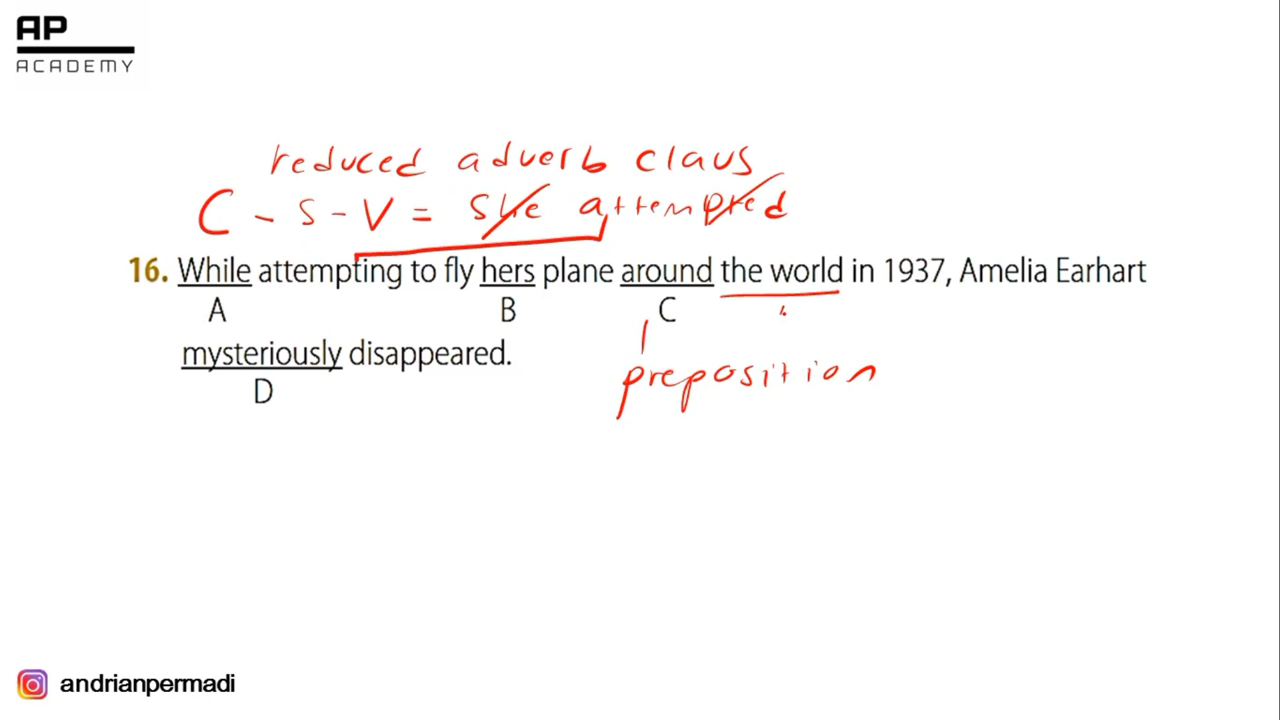 AP
ACADEMY
reduced adverb claus
C - S - V = she attempted
16. While attempting to fly hers plane around the world in 1937, Amelia Earhart
A B C
mysteriously disappeared.
D
preposition
andrianpermadi